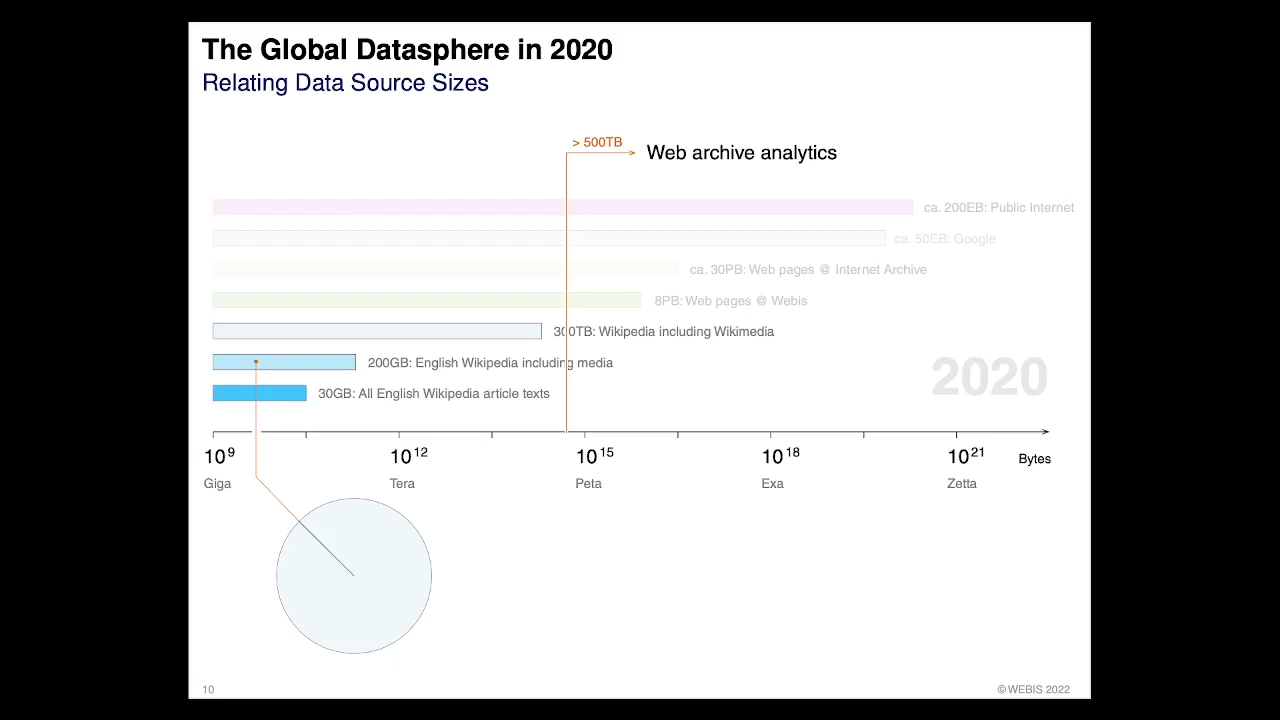 The Global Datasphere in 2020
Relating Data Source Sizes
> 500TB
Web archive analytics
ca. 200EB: Public Internet
ca. 50EB: Google
ca. 30PB: Web pages @ Internet Archive
8PB: Web pages @ Webis
300TB: Wikipedia including Wikimedia
200GB: English Wikipedia including media
30GB: All English Wikipedia article texts
2020
10⁹ 10¹² 10¹⁵ 10¹⁸ 10²¹ Bytes
Giga Tera Peta Exa Zetta
10
© WEBIS 2022